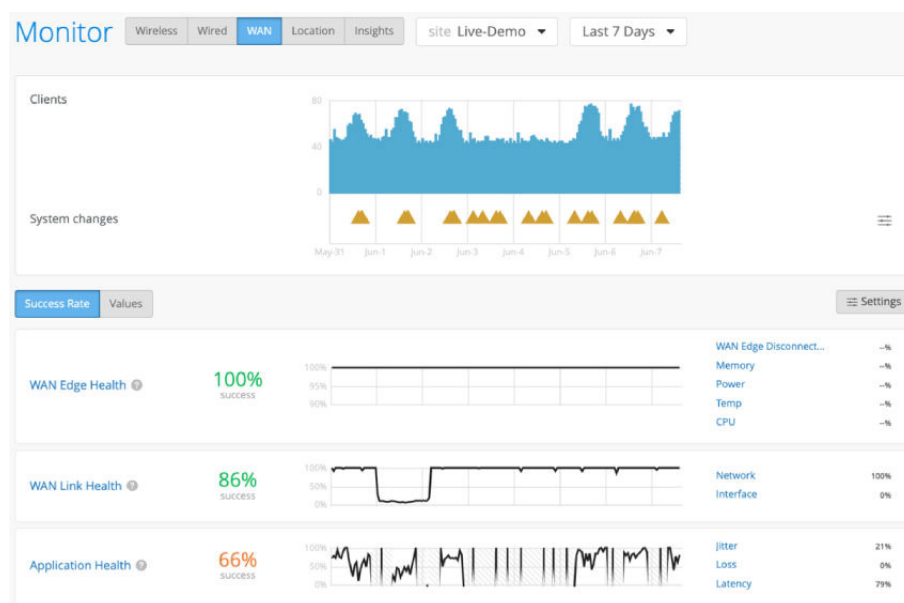 Monitor Wireless Wired WAN Location Insights site Live-Demo Last 7 Days
Clients
80
40
0
System changes
May-31 Jun-1 Jun-2 Jun-3 Jun-4 Jun-5 Jun-6 Jun-7
Success Rate Values Settings
WAN Edge Health ?
100%
success
100%
95%
90%
WAN Edge Disconnect... --%
Memory --%
Power --%
Temp --%
CPU --%
WAN Link Health ?
86%
success
100%
50%
0%
Network 100%
Interface 0%
Application Health ?
66%
success
100%
50%
0%
Jitter 21%
Loss 0%
Latency 79%